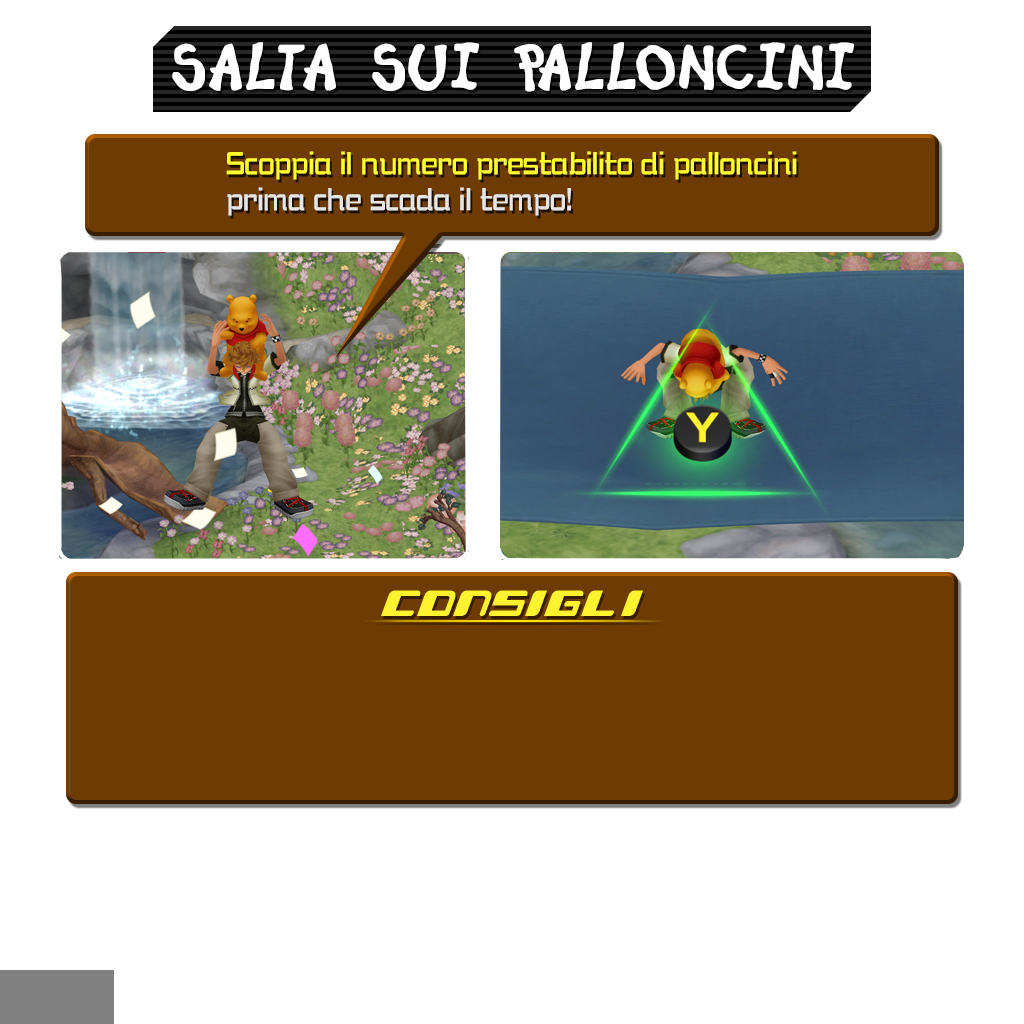 SALTA SUI PALLONCINI
Scoppia il numero prestabilito di palloncini
prima che scada il tempo!
Y
CONSIGLI